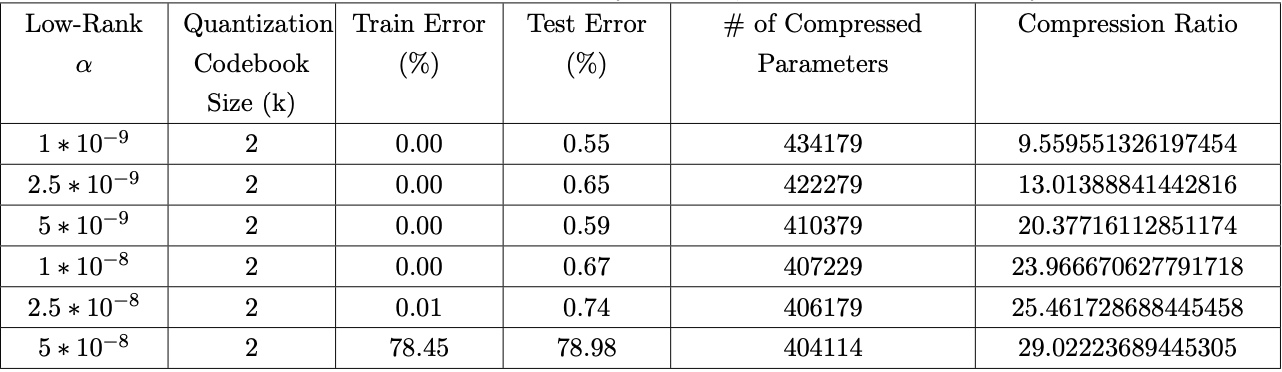 Low-Rank Quantization Train Error Test Error # of Compressed Compression Ratio
α Codebook (%) (%) Parameters
Size (k)
1 ∗ 10⁻⁹ 2 0.00 0.55 434179 9.559551326197454
2.5 ∗ 10⁻⁹ 2 0.00 0.65 422279 13.01388841442816
5 ∗ 10⁻⁹ 2 0.00 0.59 410379 20.37716112851174
1 ∗ 10⁻⁸ 2 0.00 0.67 407229 23.966670627791718
2.5 ∗ 10⁻⁸ 2 0.01 0.74 406179 25.461728688445458
5 ∗ 10⁻⁸ 2 78.45 78.98 404114 29.02223689445305